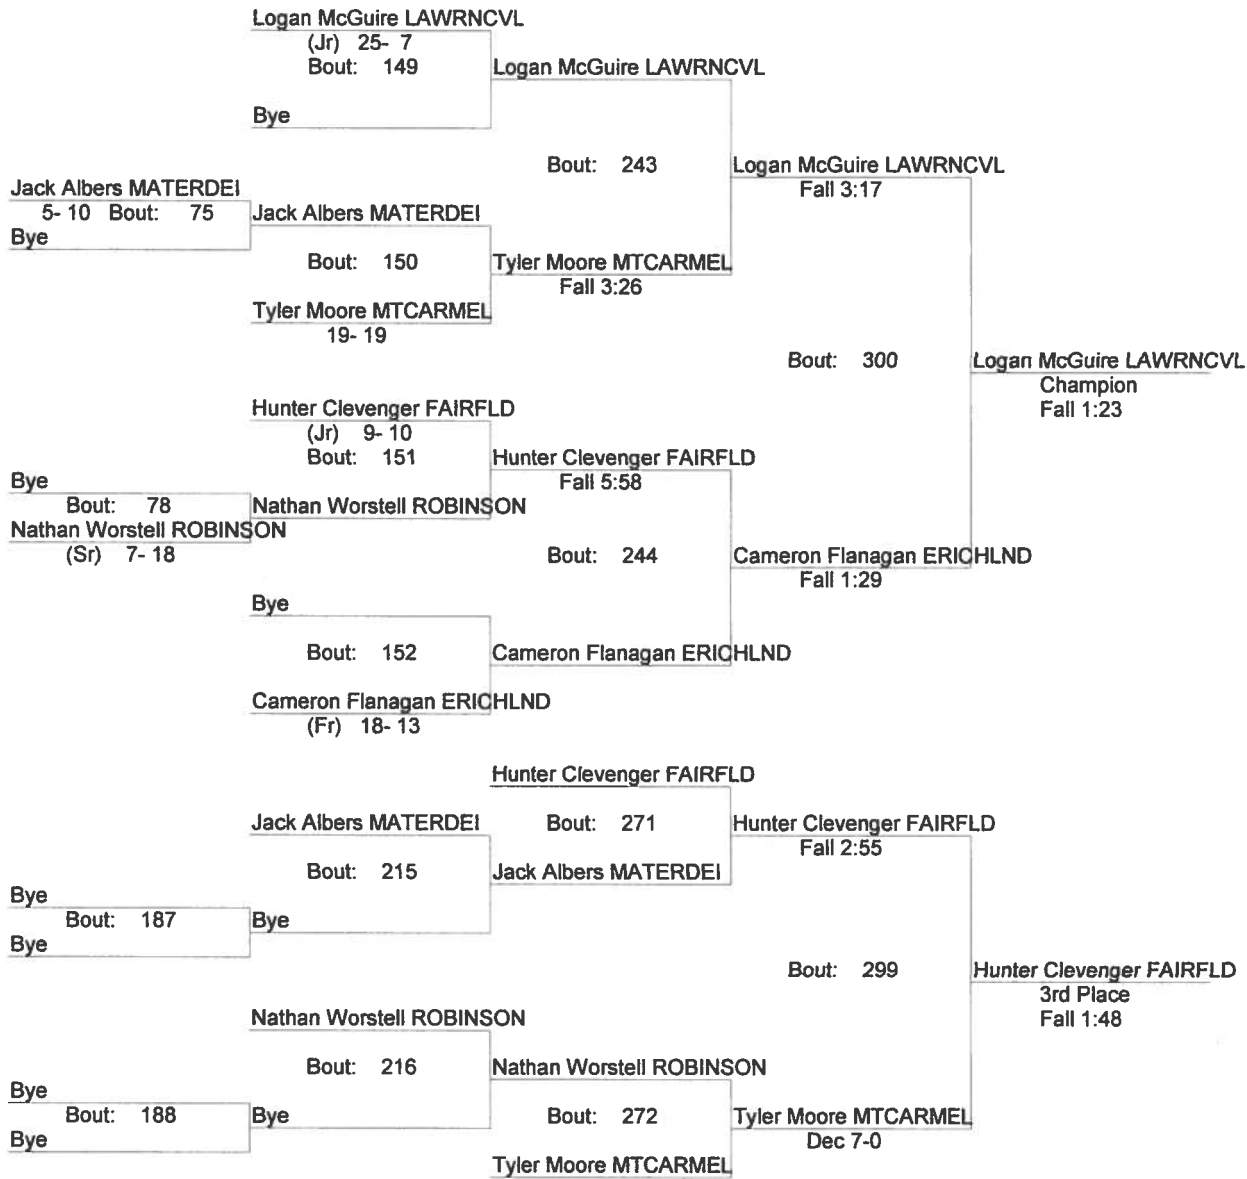 Logan McGuire LAWRNCVL
(Jr) 25- 7
Bout: 149
Logan McGuire LAWRNCVL
Bye
Bout: 243
Logan McGuire LAWRNCVL
Fall 3:17
Jack Albers MATERDEI
5- 10 Bout: 75
Jack Albers MATERDEI
Bye
Bout: 150
Tyler Moore MTCARMEL
Fall 3:26
Tyler Moore MTCARMEL
19- 19
Bout: 300
Logan McGuire LAWRNCVL
Champion
Fall 1:23
Hunter Clevenger FAIRFLD
(Jr) 9- 10
Bout: 151
Hunter Clevenger FAIRFLD
Fall 5:58
Bye
Bout: 78
Nathan Worstell ROBINSON
Nathan Worstell ROBINSON
(Sr) 7- 18
Bout: 244
Cameron Flanagan ERICHLND
Fall 1:29
Bye
Bout: 152
Cameron Flanagan ERICHLND
Cameron Flanagan ERICHLND
(Fr) 18- 13
Hunter Clevenger FAIRFLD
Jack Albers MATERDEI
Bout: 271
Hunter Clevenger FAIRFLD
Fall 2:55
Bout: 215
Jack Albers MATERDEI
Bye
Bout: 187
Bye
Bye
Bout: 299
Hunter Clevenger FAIRFLD
3rd Place
Fall 1:48
Nathan Worstell ROBINSON
Bout: 216
Nathan Worstell ROBINSON
Bye
Bout: 188
Bye
Bout: 272
Tyler Moore MTCARMEL
Dec 7-0
Bye
Tyler Moore MTCARMEL